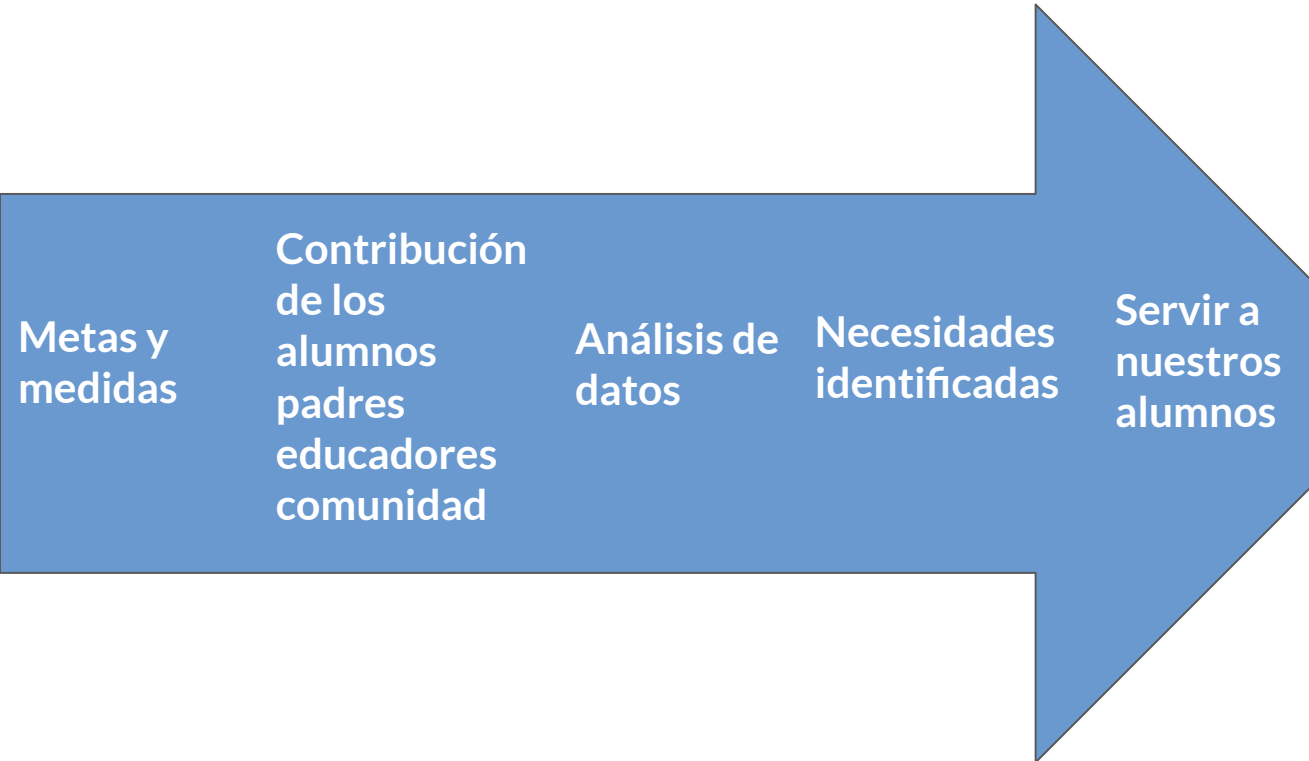 Metas y
medidas
Contribución
de los
alumnos
padres
educadores
comunidad
Análisis de
datos
Necesidades
identificadas
Servir a
nuestros
alumnos